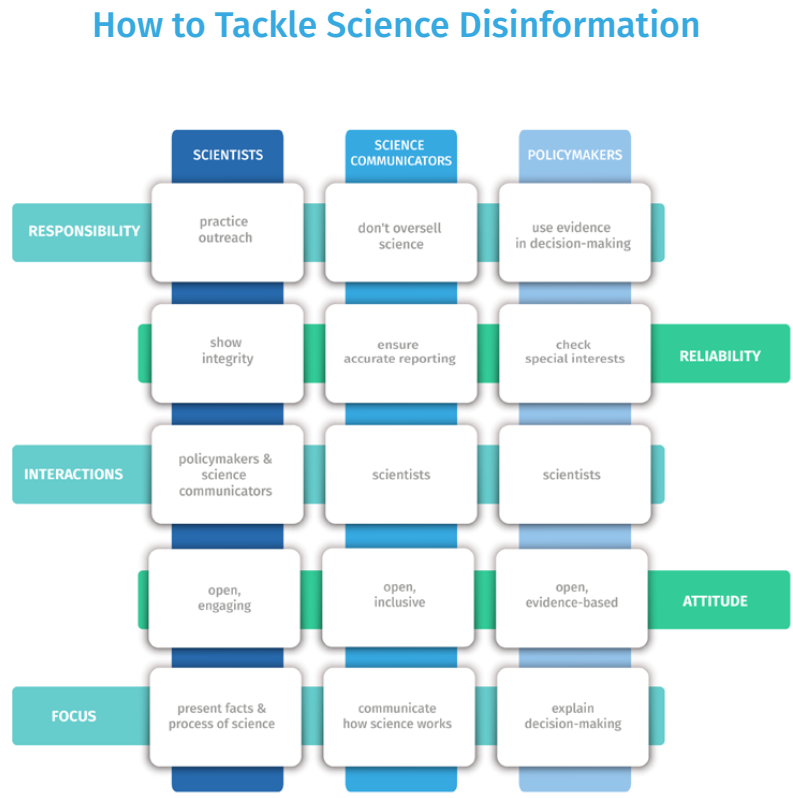 How to Tackle Science Disinformation
SCIENTISTS
SCIENCE
COMMUNICATORS
POLICYMAKERS
RESPONSIBILITY
practice
outreach
don't oversell
science
use evidence
in decision-making
show
integrity
ensure
accurate reporting
check
special interests
RELIABILITY
INTERACTIONS
policymakers &
science
communicators
scientists
scientists
open,
engaging
open,
inclusive
open,
evidence-based
ATTITUDE
FOCUS
present facts &
process of science
communicate
how science works
explain
decision-making